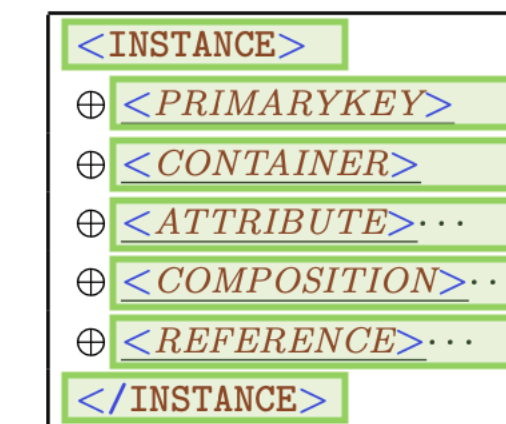 <INSTANCE>
⊕ <PRIMARYKEY>
⊕ <CONTAINER>
⊕ <ATTRIBUTE>···
⊕ <COMPOSITION>··
⊕ <REFERENCE>···
</INSTANCE>